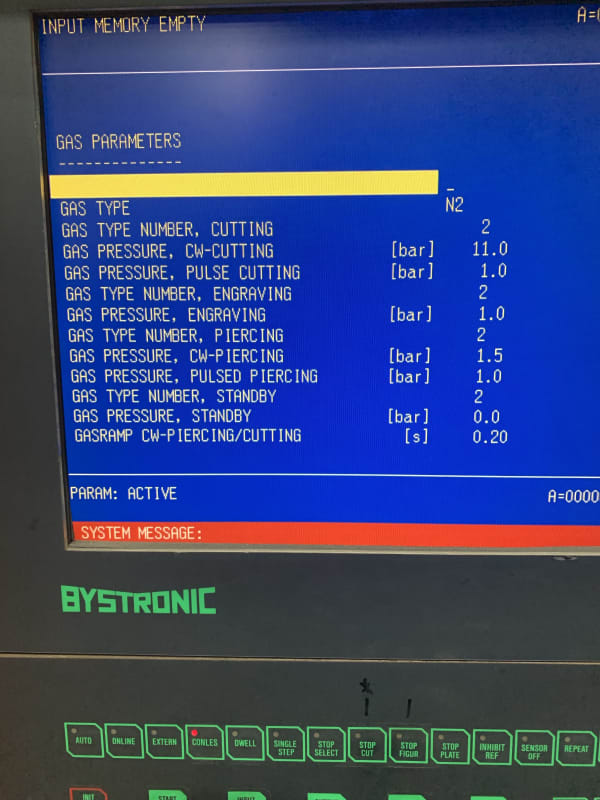 INPUT MEMORY EMPTY A=0
GAS PARAMETERS
--------------
_
GAS TYPE N2
GAS TYPE NUMBER, CUTTING 2
GAS PRESSURE, CW-CUTTING [bar] 11.0
GAS PRESSURE, PULSE CUTTING [bar] 1.0
GAS TYPE NUMBER, ENGRAVING 2
GAS PRESSURE, ENGRAVING [bar] 1.0
GAS TYPE NUMBER, PIERCING 2
GAS PRESSURE, CW-PIERCING [bar] 1.5
GAS PRESSURE, PULSED PIERCING [bar] 1.0
GAS TYPE NUMBER, STANDBY 2
GAS PRESSURE, STANDBY [bar] 0.0
GASRAMP CW-PIERCING/CUTTING [s] 0.20
PARAM: ACTIVE A=0000
SYSTEM MESSAGE:
BYSTRONIC
AUTO ONLINE EXTERN CONLES DWELL SINGLE STEP STOP SELECT STOP CUT STOP FIGUR STOP PLATE INHIBIT REF SENSOR OFF REPEAT
INIT START INPUT